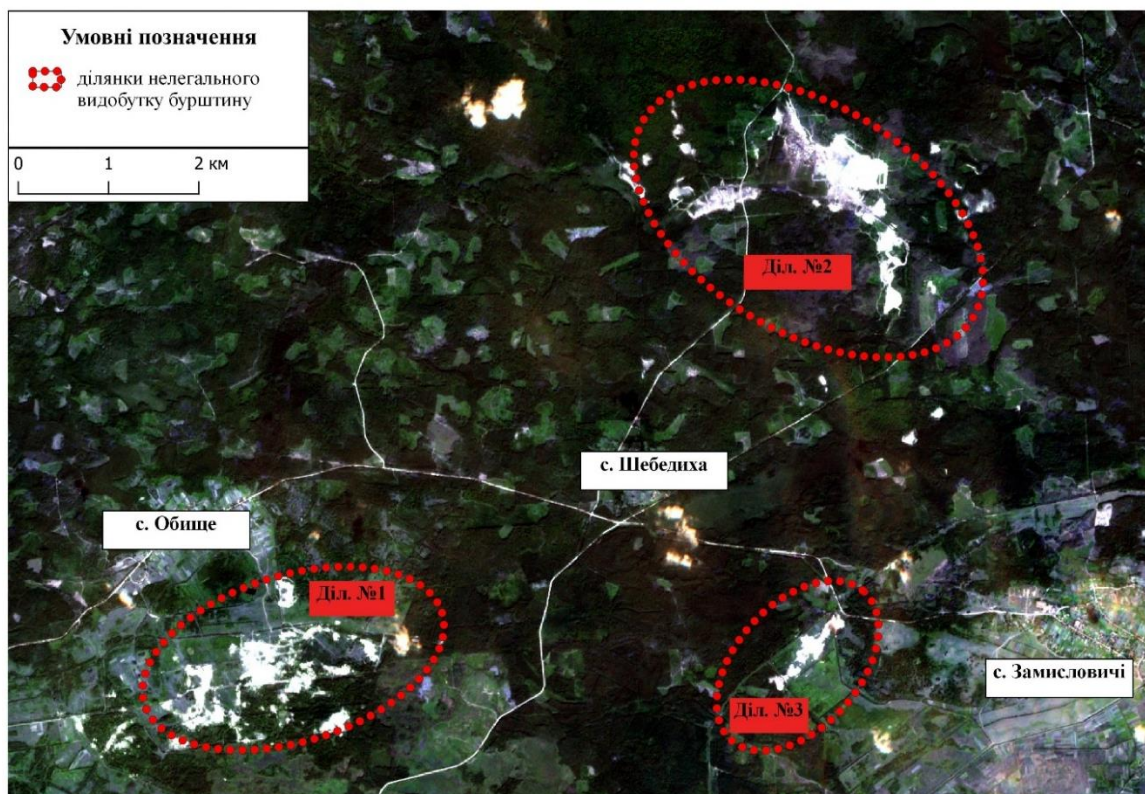 Умовні позначення
ділянки нелегального
видобутку бурштину
0 1 2 км
Діл. №2
с. Шебедиха
с. Обище
Діл. №1
с. Замисловичі
Діл. №3